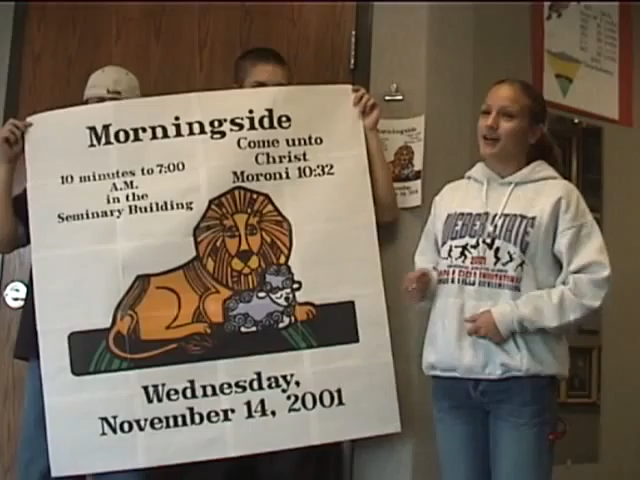 Morningside
10 minutes to 7:00
A.M.
in the
Seminary Building
Come unto
Christ
Moroni 10:32
Wednesday,
November 14, 2001
Morningside
WEBER STATE